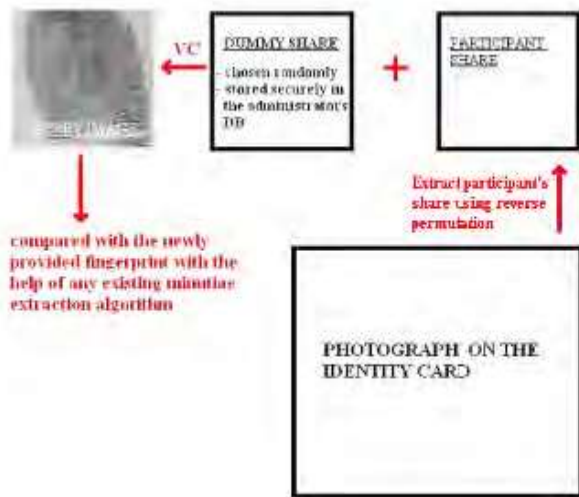 VC
DUMMY SHARE
- chosen randomly
- stored securely in
the administrator's
DB
+
PARTICIPANT
SHARE
Extract participant's
share using reverse
permutation
compared with the newly
provided fingerprint with the
help of any existing minutiae
extraction algorithm
PHOTOGRAPH ON THE
IDENTITY CARD